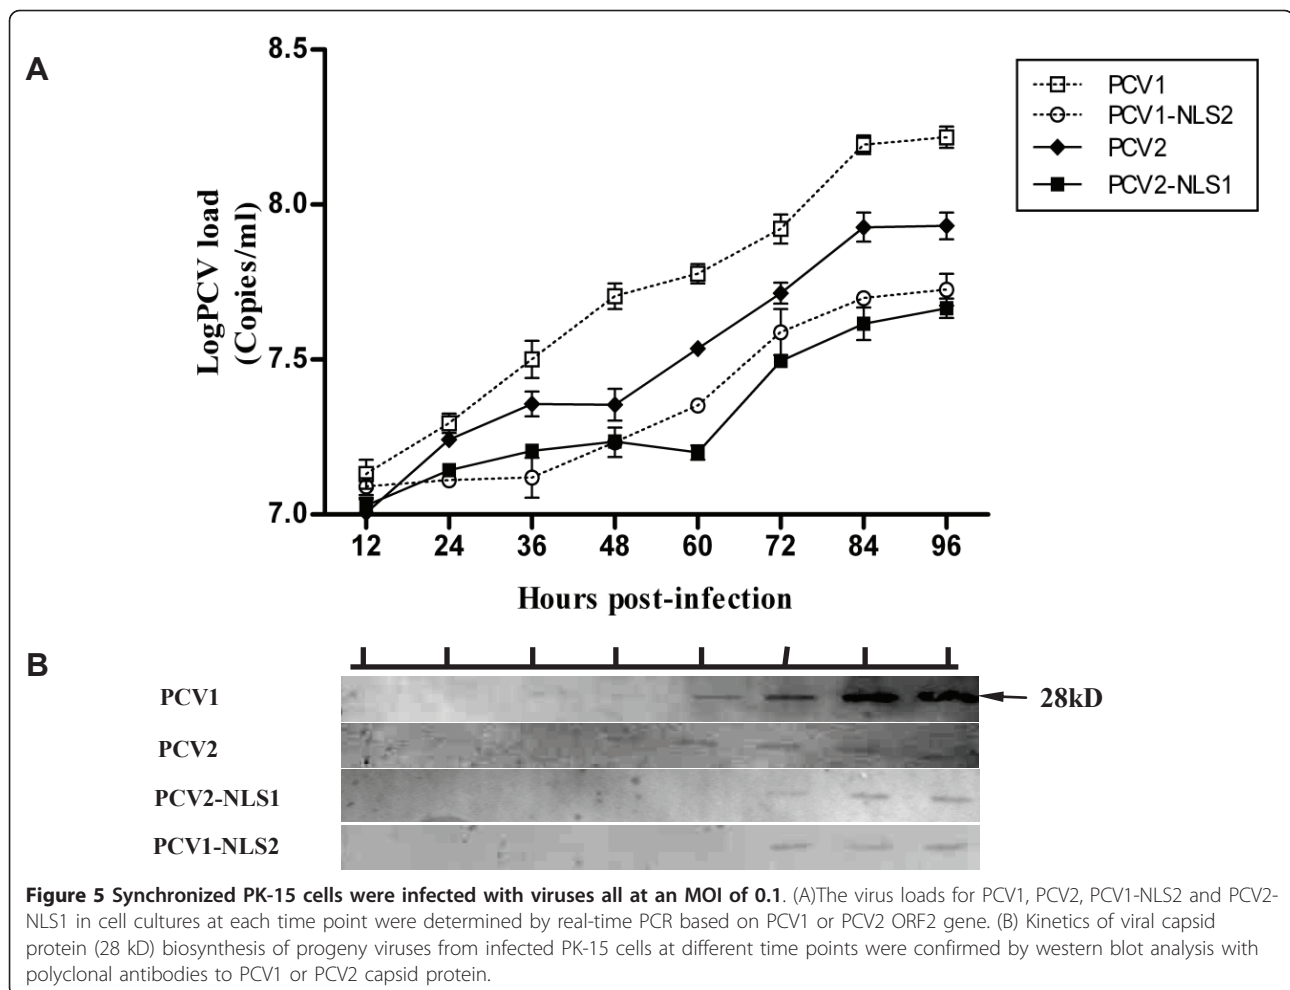 A
8.5
8.0
7.5
7.0
LogPCV load
(Copies/ml)
12 24 36 48 60 72 84 96
Hours post-infection
PCV1
PCV1-NLS2
PCV2
PCV2-NLS1
B
PCV1
28kD
PCV2
PCV2-NLS1
PCV1-NLS2
Figure 5 Synchronized PK-15 cells were infected with viruses all at an MOI of 0.1. (A)The virus loads for PCV1, PCV2, PCV1-NLS2 and PCV2-
NLS1 in cell cultures at each time point were determined by real-time PCR based on PCV1 or PCV2 ORF2 gene. (B) Kinetics of viral capsid
protein (28 kD) biosynthesis of progeny viruses from infected PK-15 cells at different time points were confirmed by western blot analysis with
polyclonal antibodies to PCV1 or PCV2 capsid protein.